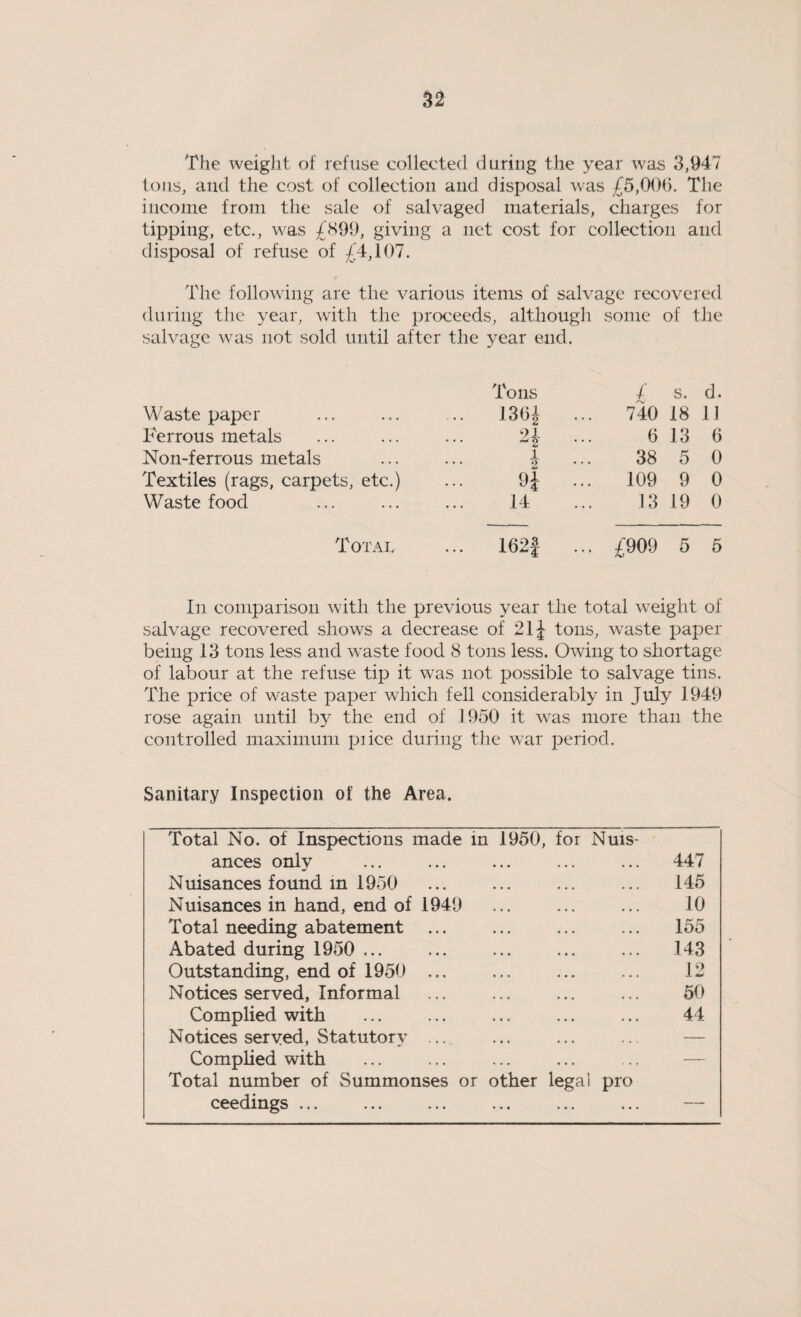 32
The weight of refuse collected during the year was 3,947
tons, and the cost of collection and disposal was £5,006. The
income from the sale of salvaged materials, charges for
tipping, etc., was £899, giving a net cost for collection and
disposal of refuse of £4,107.
The following are the various items of salvage recovered
during the year, with the proceeds, although some of the
salvage was not sold until after the year end.
Tons £ s. d.
Waste paper ... ... ... 136½ ... 740 18 11
Ferrous metals ... ... ... 2½ ... 6 13 6
Non-ferrous metals ... ... ½ ... 38 5 0
Textiles (rags, carpets, etc.) ... 9¼ ... 109 9 0
Waste food ... ... ... 14 ... 13 19 0
TOTAL ... 162¾ ... £909 5 5
In comparison with the previous year the total weight of
salvage recovered shows a decrease of 21¼ tons, waste paper
being 13 tons less and waste food 8 tons less. Owing to shortage
of labour at the refuse tip it was not possible to salvage tins.
The price of waste paper which fell considerably in July 1949
rose again until by the end of 1950 it was more than the
controlled maximum price during the war period.
Sanitary Inspection of the Area.
Total No. of Inspections made in 1950, for Nuis-
ances only ... ... ... ... ... 447
Nuisances found in 1950 ... ... ... ... 145
Nuisances in hand, end of 1949 ... ... ... 10
Total needing abatement ... ... ... ... 155
Abated during 1950 ... ... ... ... ... 143
Outstanding, end of 1950 ... ... ... ... 12
Notices served, Informal ... ... ... ... 50
Complied with ... ... ... ... ... 44
Notices served, Statutory ... ... ... ... —
Complied with ... ... ... ... ... —
Total number of Summonses or other legal pro
ceedings ... ... ... ... ... ... —